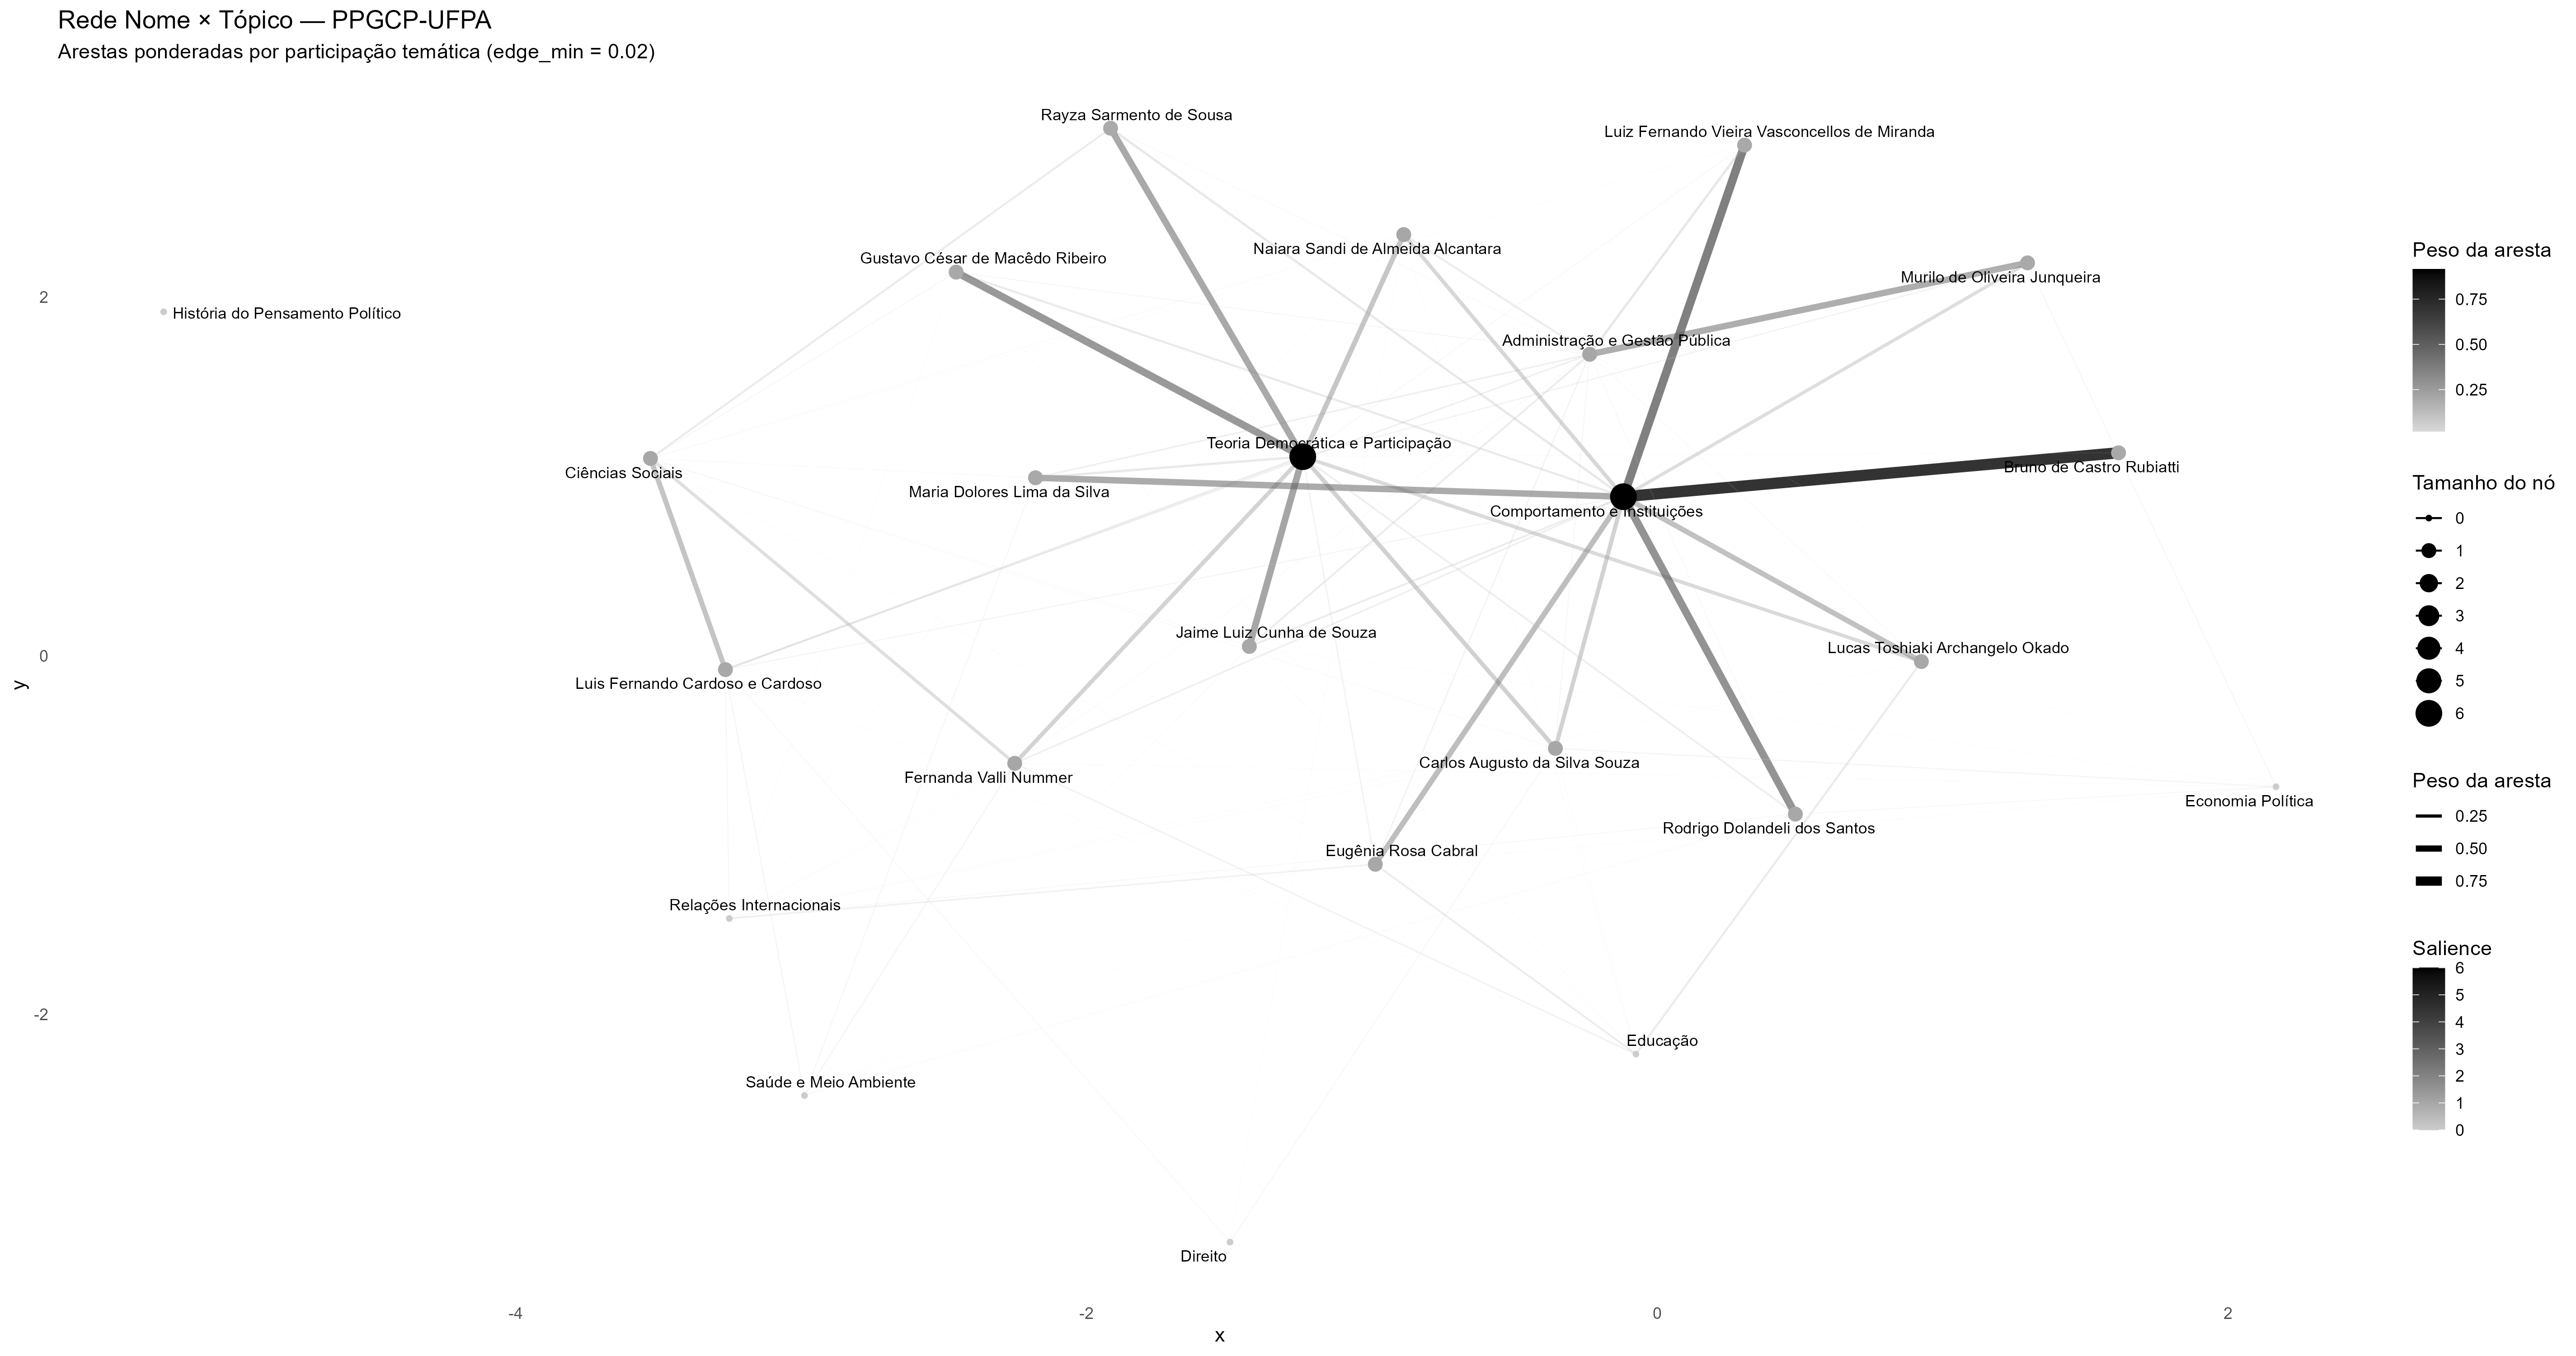 Rede Nome × Tópico — PPGCP-UFPA
Arestas ponderadas por participação temática (edge_min = 0.02)
Rayza Sarmento de Sousa
Luiz Fernando Vieira Vasconcellos de Miranda
Naiara Sandi de Almeida Alcantara
Gustavo César de Macêdo Ribeiro
Murilo de Oliveira Junqueira
História do Pensamento Político
Administração e Gestão Pública
Teoria Democrática e Participação
Ciências Sociais
Bruno de Castro Rubiatti
Maria Dolores Lima da Silva
Comportamento e Instituições
Jaime Luiz Cunha de Souza
Lucas Toshiaki Archangelo Okado
Luis Fernando Cardoso e Cardoso
Carlos Augusto da Silva Souza
Fernanda Valli Nummer
Economia Política
Rodrigo Dolandeli dos Santos
Eugênia Rosa Cabral
Relações Internacionais
Educação
Saúde e Meio Ambiente
Direito
2
0
-2
y
-4
-2
0
2
x
Peso da aresta
0.75
0.50
0.25
Tamanho do nó
0
1
2
3
4
5
6
Peso da aresta
0.25
0.50
0.75
Salience
6
5
4
3
2
1
0